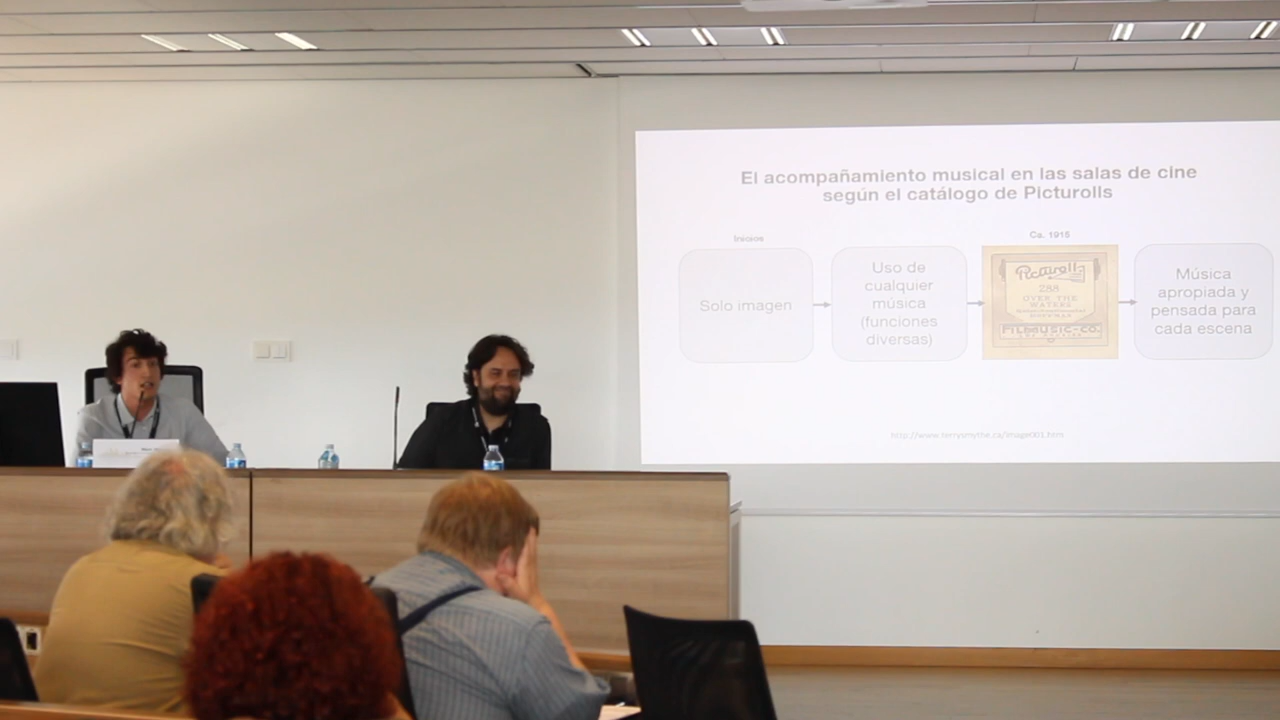 El acompañamiento musical en las salas de cine
según el catálogo de Picturolls
Inicios
Solo imagen
Uso de
cualquier
música
(funciones
diversas)
Ca. 1915
Picturoll
288
OVER THE
WATERS
FILMUSIC-CO.
Música
apropiada y
pensada para
cada escena
http://www.terrysmythe.ca/image001.htm